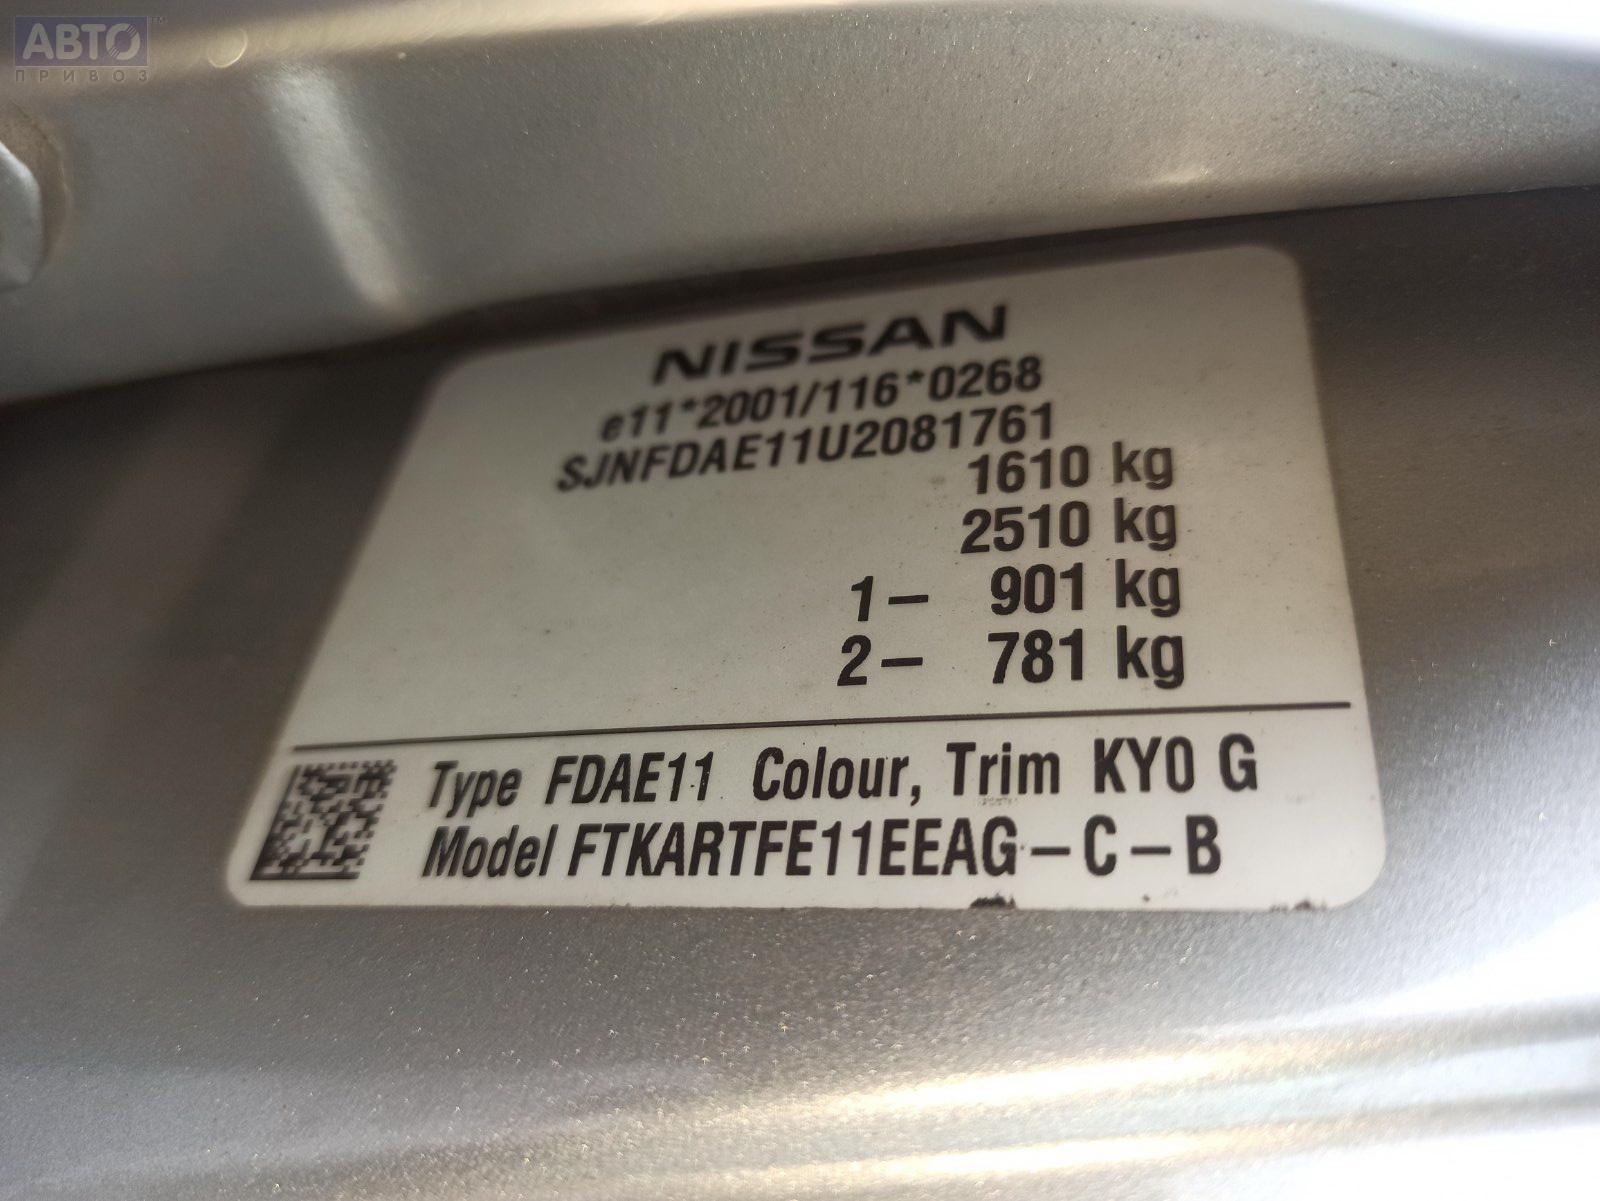 АВТО
ПРИВОЗ
NISSAN
e11*2001/116*0268
SJNFDAE11U2081761
1610 kg
2510 kg
1- 901 kg
2- 781 kg
Type FDAE11 Colour, Trim KY0 G
Model FTKARTFE11EEAG-C-B